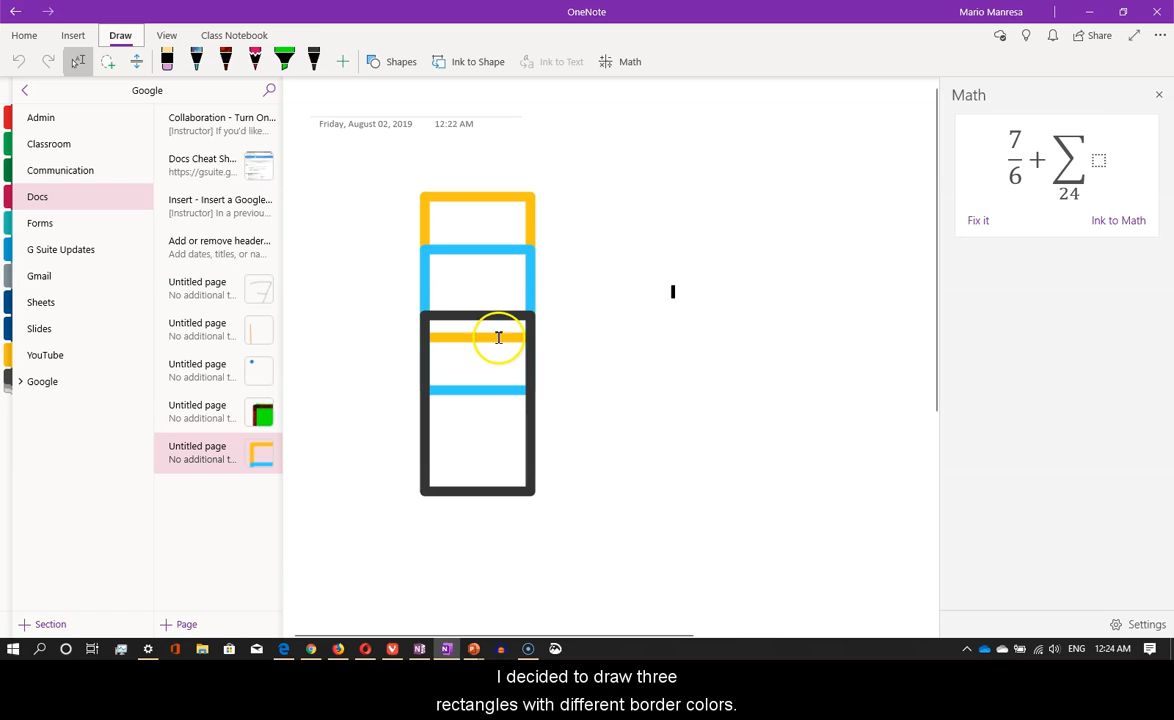 OneNote
Mario Manresa
Home Insert Draw View Class Notebook
Share
Shapes Ink to Shape Ink to Text Math
Google
Admin
Classroom
Communication
Docs
Forms
G Suite Updates
Gmail
Sheets
Slides
YouTube
Google
Section
Collaboration - Turn On...
[Instructor] If you'd like...
Docs Cheat Sh...
https://gsuite.g...
Insert - Insert a Google...
[Instructor] In a previou...
Add or remove header...
Add dates, titles, or na...
Untitled page
No additional t...
Untitled page
No additional t...
Untitled page
No additional t...
Untitled page
No additional t...
Untitled page
No additional t...
Page
Friday, August 02, 2019 12:22 AM
Math
7
6
+ ∑
24
Fix it Ink to Math
Settings
ENG 12:24 AM
I decided to draw three
rectangles with different border colors.